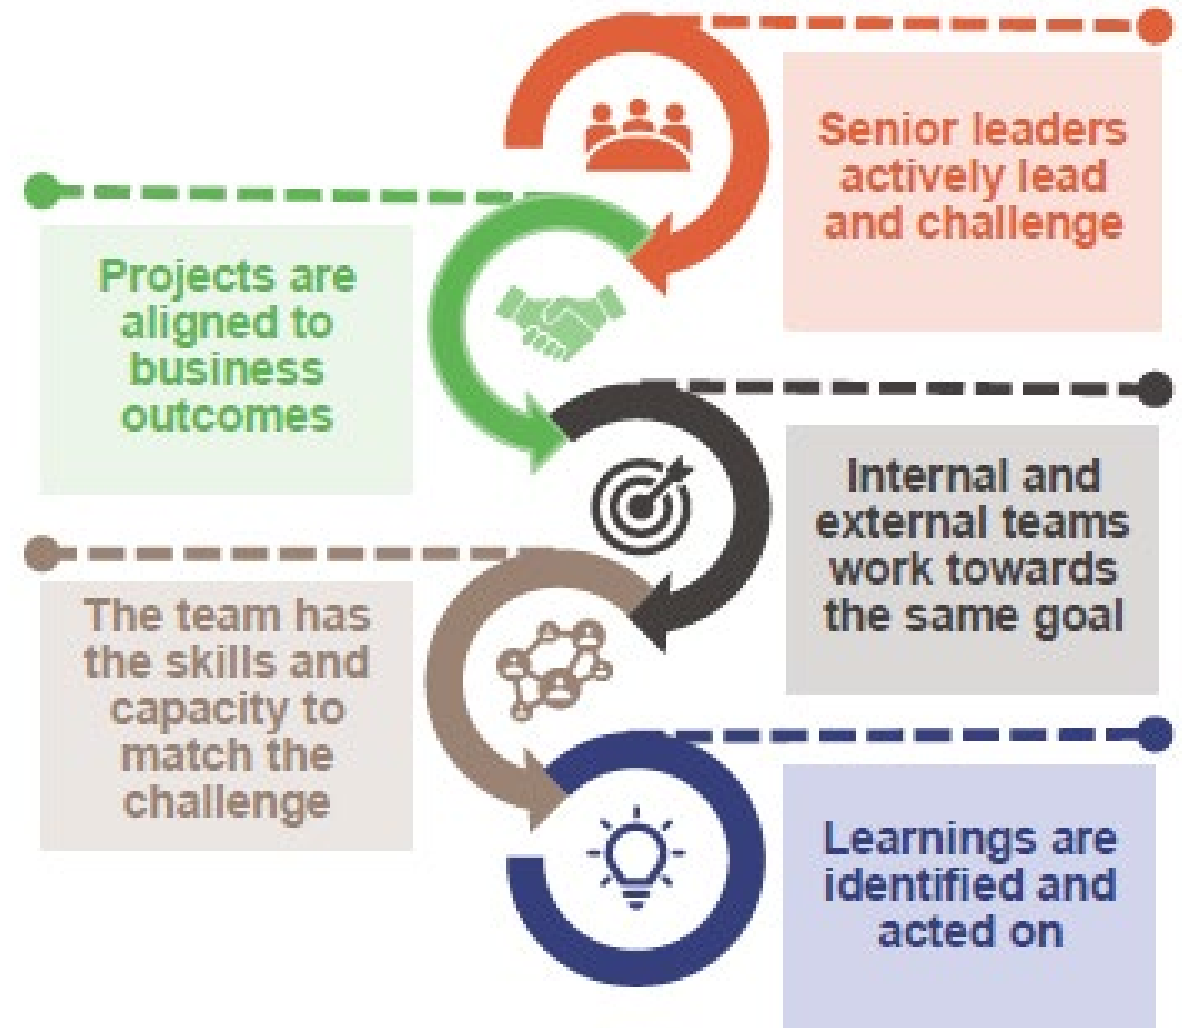 Senior leaders
actively lead
and challenge
Projects are
aligned to
business
outcomes
Internal and
external teams
work towards
the same goal
The team has
the skills and
capacity to
match the
challenge
Learnings are
identified and
acted on